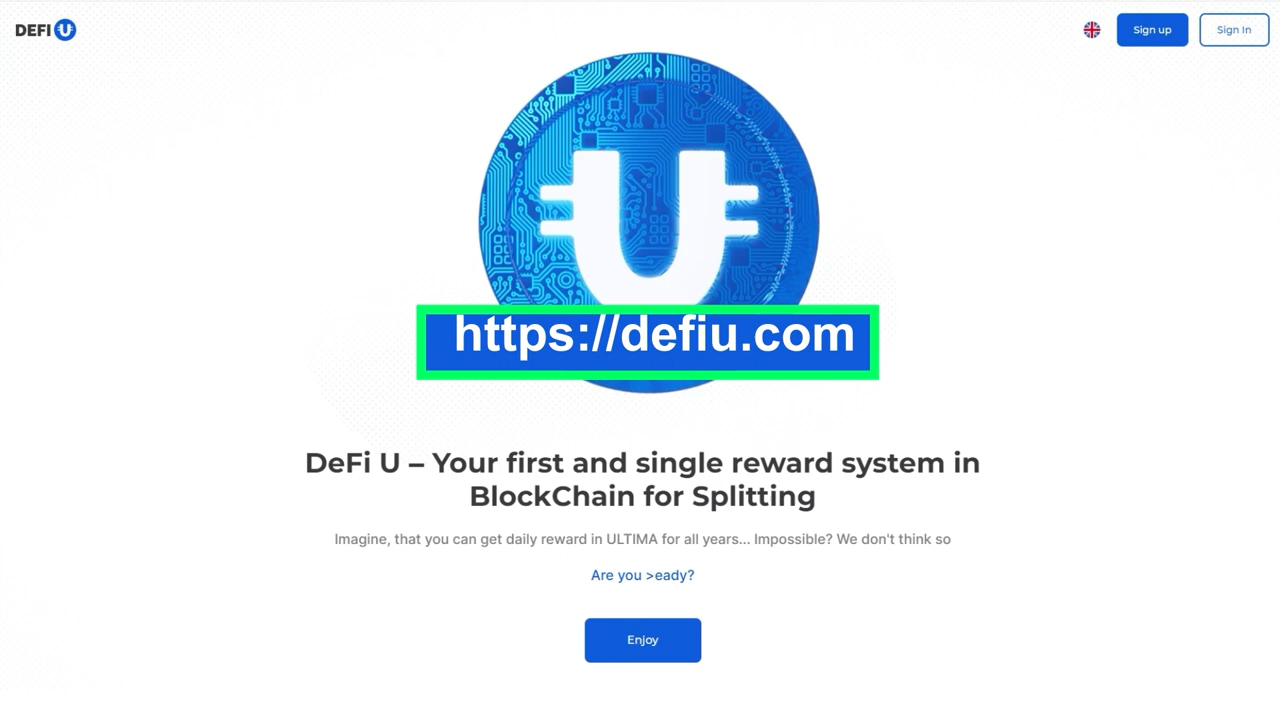 DEFI U
Sign up
Sign In
U
https://defiu.com
DeFi U – Your first and single reward system in
BlockChain for Splitting
Imagine, that you can get daily reward in ULTIMA for all years... Impossible? We don't think so
Are you >eady?
Enjoy